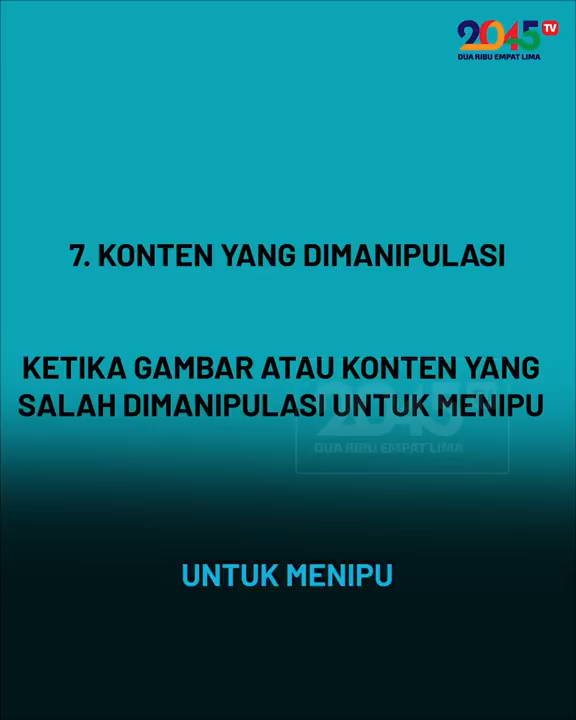 2045 TV
DUA RIBU EMPAT LIMA
7. KONTEN YANG DIMANIPULASI
KETIKA GAMBAR ATAU KONTEN YANG
SALAH DIMANIPULASI UNTUK MENIPU
2045 TV
DUA RIBU EMPAT LIMA
UNTUK MENIPU